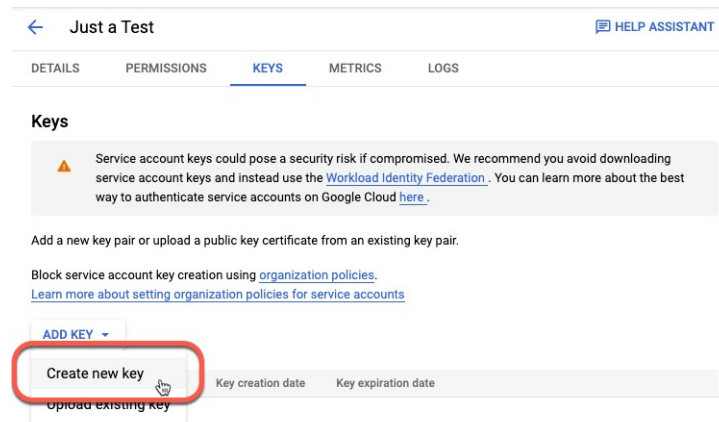 Just a Test
HELP ASSISTANT
DETAILS PERMISSIONS KEYS METRICS LOGS
Keys
Service account keys could pose a security risk if compromised. We recommend you avoid downloading
service account keys and instead use the Workload Identity Federation . You can learn more about the best
way to authenticate service accounts on Google Cloud here .
Add a new key pair or upload a public key certificate from an existing key pair.
Block service account key creation using organization policies.
Learn more about setting organization policies for service accounts
ADD KEY
Create new key
Key creation date Key expiration date
Upload existing key